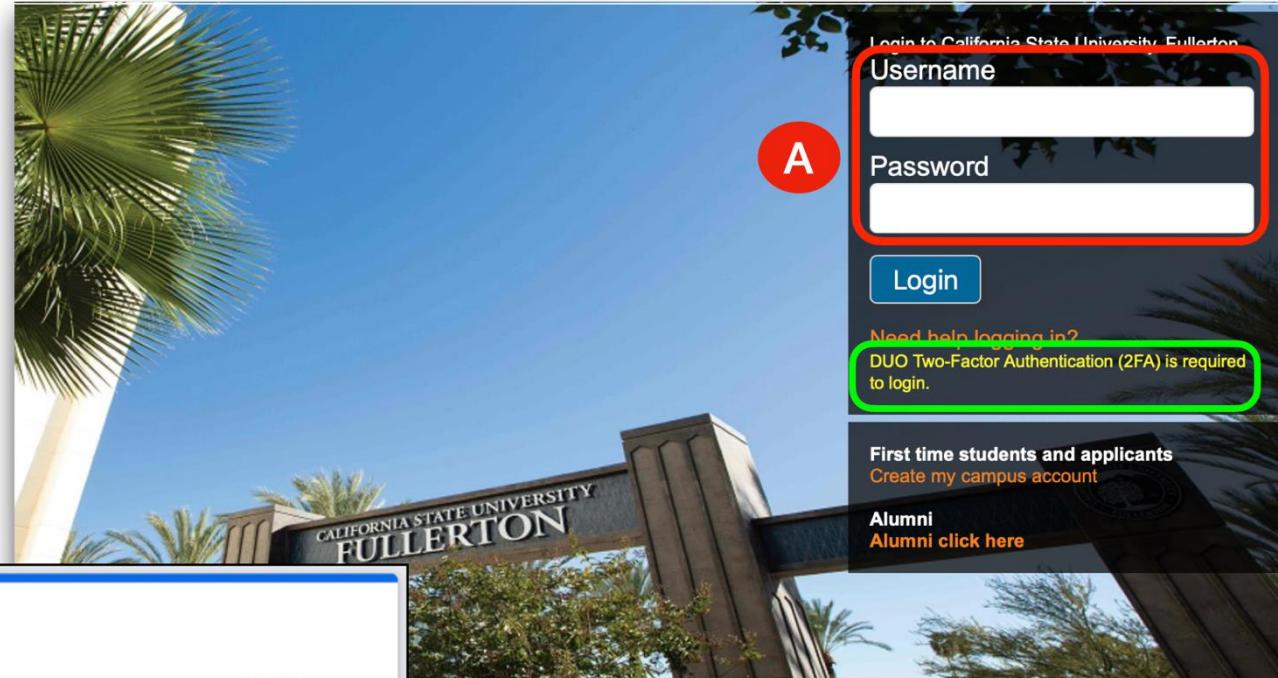 Login to California State University, Fullerton
Username
A
Password
Login
Need help logging in?
DUO Two-Factor Authentication (2FA) is required
to login.
First time students and applicants
Create my campus account
Alumni
Alumni click here
CALIFORNIA STATE UNIVERSITY
FULLERTON